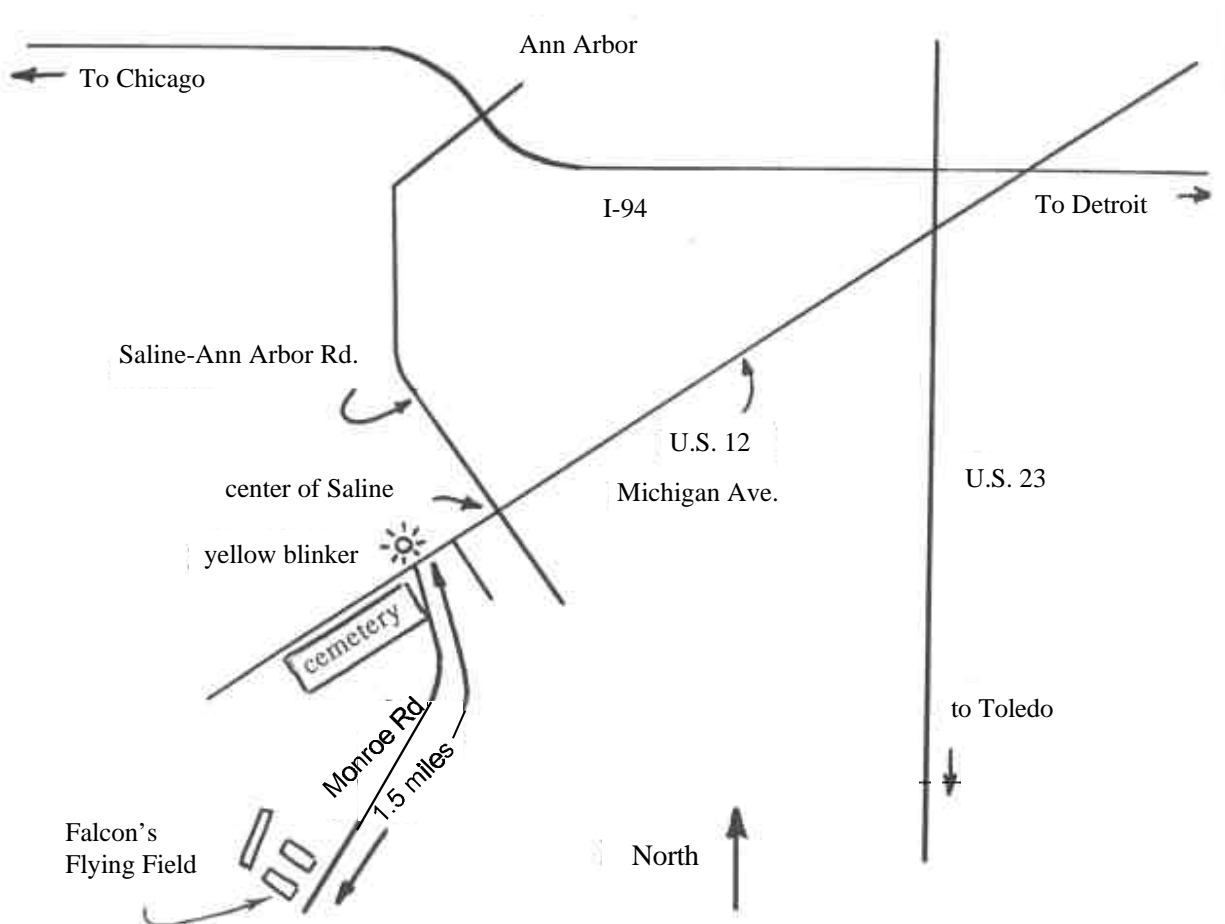 Ann Arbor
To Chicago
I-94
To Detroit
Saline-Ann Arbor Rd.
U.S. 12
Michigan Ave.
U.S. 23
center of Saline
yellow blinker
cemetery
Monroe Rd
1.5 miles
to Toledo
Falcon's
Flying Field
North